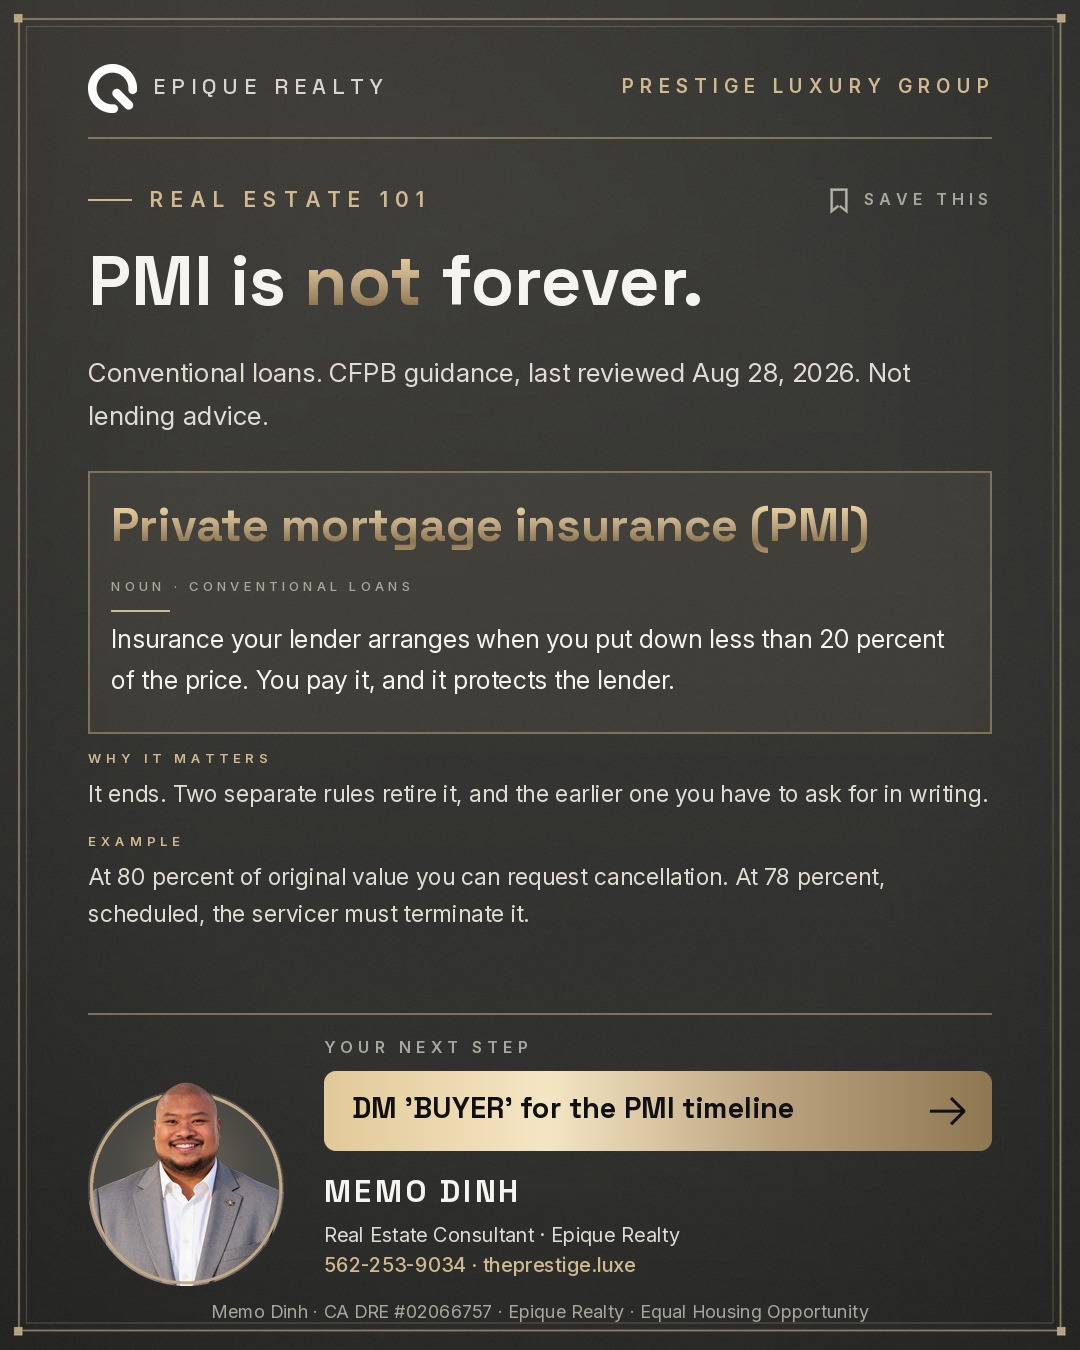 EPIQUE REALTY
PRESTIGE LUXURY GROUP
REAL ESTATE 101
SAVE THIS
PMI is not forever.
Conventional loans. CFPB guidance, last reviewed Aug 28, 2026. Not
lending advice.
Private mortgage insurance (PMI)
NOUN · CONVENTIONAL LOANS
Insurance your lender arranges when you put down less than 20 percent
of the price. You pay it, and it protects the lender.
WHY IT MATTERS
It ends. Two separate rules retire it, and the earlier one you have to ask for in writing.
EXAMPLE
At 80 percent of original value you can request cancellation. At 78 percent,
scheduled, the servicer must terminate it.
YOUR NEXT STEP
DM ’BUYER’ for the PMI timeline
MEMO DINH
Real Estate Consultant · Epique Realty
562-253-9034 · theprestige.luxe
Memo Dinh · CA DRE #02066757 · Epique Realty · Equal Housing Opportunity